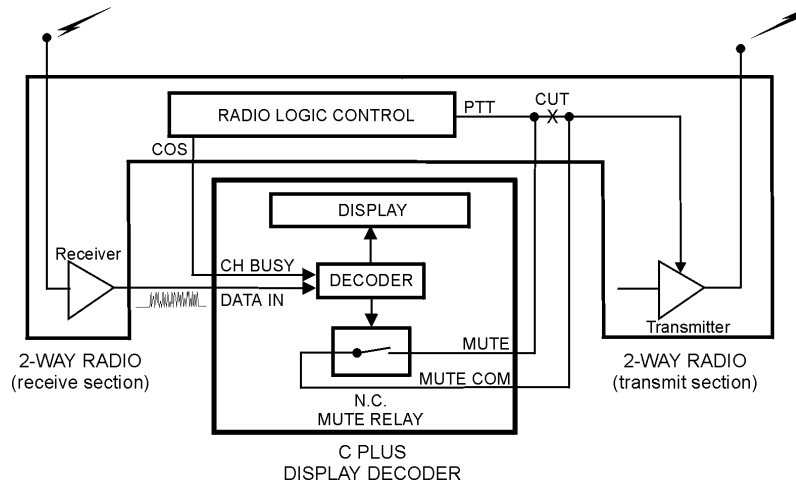 RADIO LOGIC CONTROL
PTT
CUT
X
COS
DISPLAY
Receiver
CH BUSY
DECODER
DATA IN
Transmitter
MUTE
2-WAY RADIO
(receive section)
2-WAY RADIO
(transmit section)
MUTE COM
N.C.
MUTE RELAY
C PLUS
DISPLAY DECODER